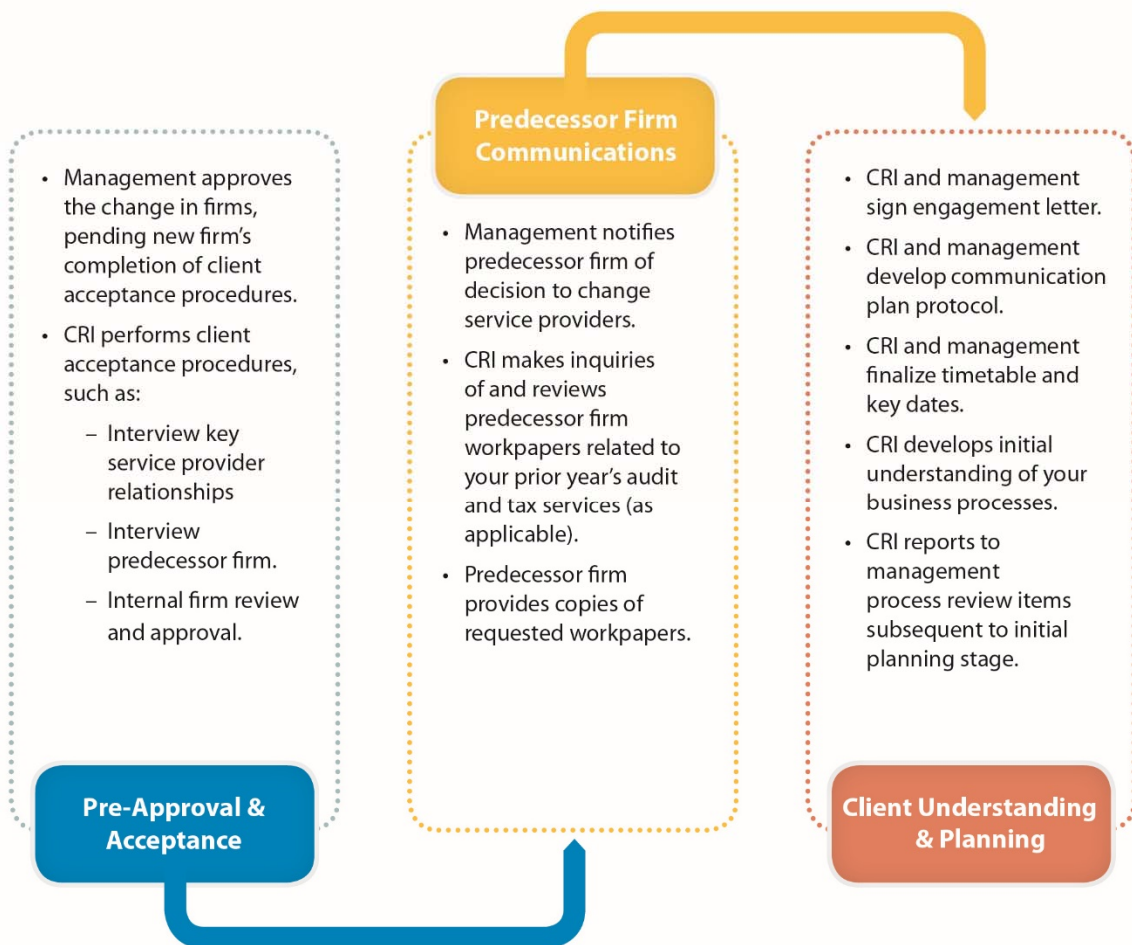 • Management approves
the change in firms,
pending new firm's
completion of client
acceptance procedures.
• CRI performs client
acceptance procedures,
such as:
– Interview key
service provider
relationships
– Interview
predecessor firm.
– Internal firm review
and approval.
Pre-Approval &
Acceptance
Predecessor Firm
Communications
• Management notifies
predecessor firm of
decision to change
service providers.
• CRI makes inquiries
of and reviews
predecessor firm
workpapers related to
your prior year's audit
and tax services (as
applicable).
• Predecessor firm
provides copies of
requested workpapers.
• CRI and management
sign engagement letter.
• CRI and management
develop communication
plan protocol.
• CRI and management
finalize timetable and
key dates.
• CRI develops initial
understanding of your
business processes.
• CRI reports to
management
process review items
subsequent to initial
planning stage.
Client Understanding
& Planning